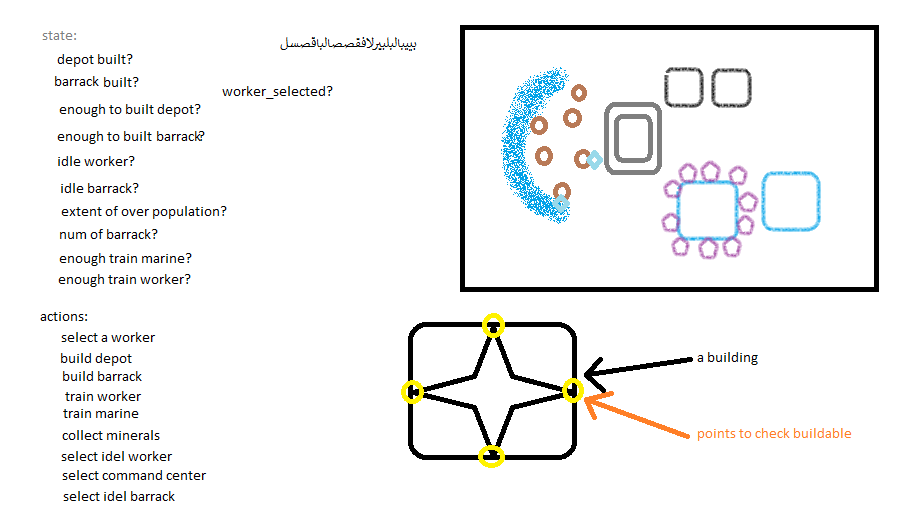 state:
depot built?
barrack built?
enough to built depot?
enough to built barrack?
idle worker?
idle barrack?
extent of over population?
num of barrack?
enough train marine?
enough train worker?
بیبالبلبیرلافقصصالباقصسل
worker_selected?
actions:
select a worker
build depot
build barrack
train worker
train marine
collect minerals
select idel worker
select command center
select idel barrack
a building
points to check buildable